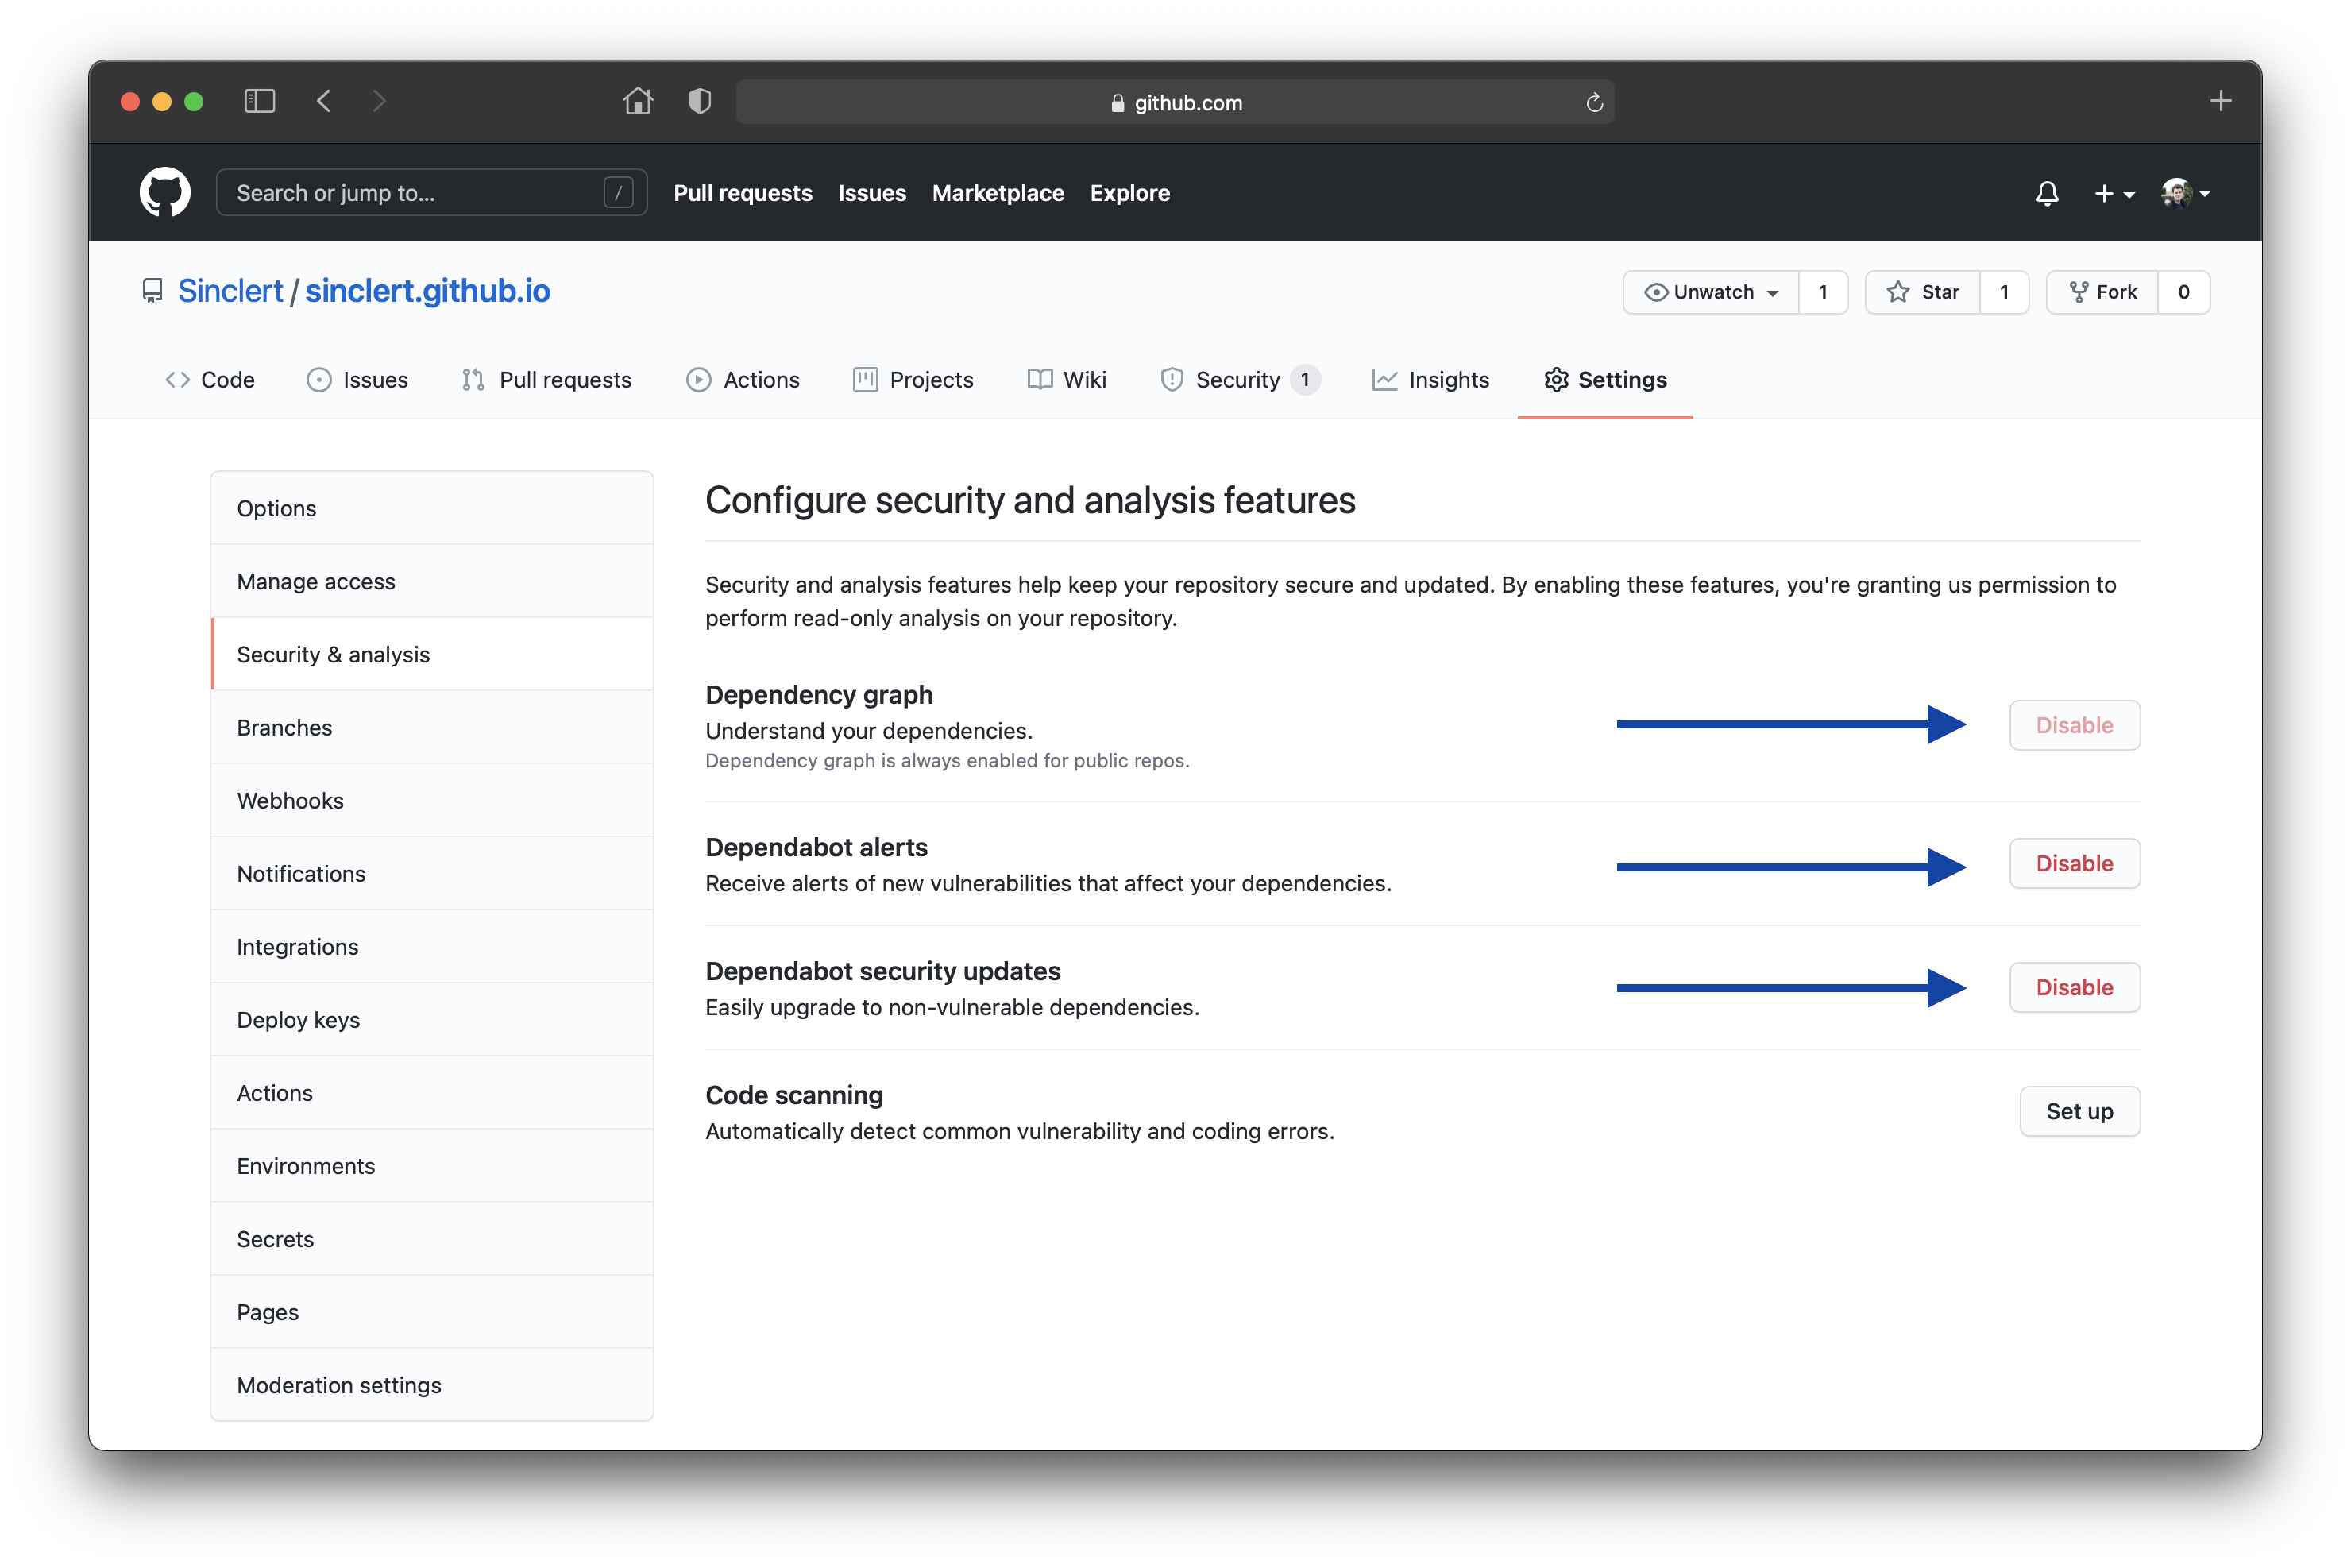 github.com
Search or jump to... /
Pull requests Issues Marketplace Explore
Sinclert / sinclert.github.io
Unwatch 1 Star 1 Fork 0
Code Issues Pull requests Actions Projects Wiki Security 1 Insights Settings
Options
Manage access
Security & analysis
Branches
Webhooks
Notifications
Integrations
Deploy keys
Actions
Environments
Secrets
Pages
Moderation settings
Configure security and analysis features
Security and analysis features help keep your repository secure and updated. By enabling these features, you're granting us permission to
perform read-only analysis on your repository.
Dependency graph
Understand your dependencies.
Dependency graph is always enabled for public repos.
Disable
Dependabot alerts
Receive alerts of new vulnerabilities that affect your dependencies.
Disable
Dependabot security updates
Easily upgrade to non-vulnerable dependencies.
Disable
Code scanning
Automatically detect common vulnerability and coding errors.
Set up